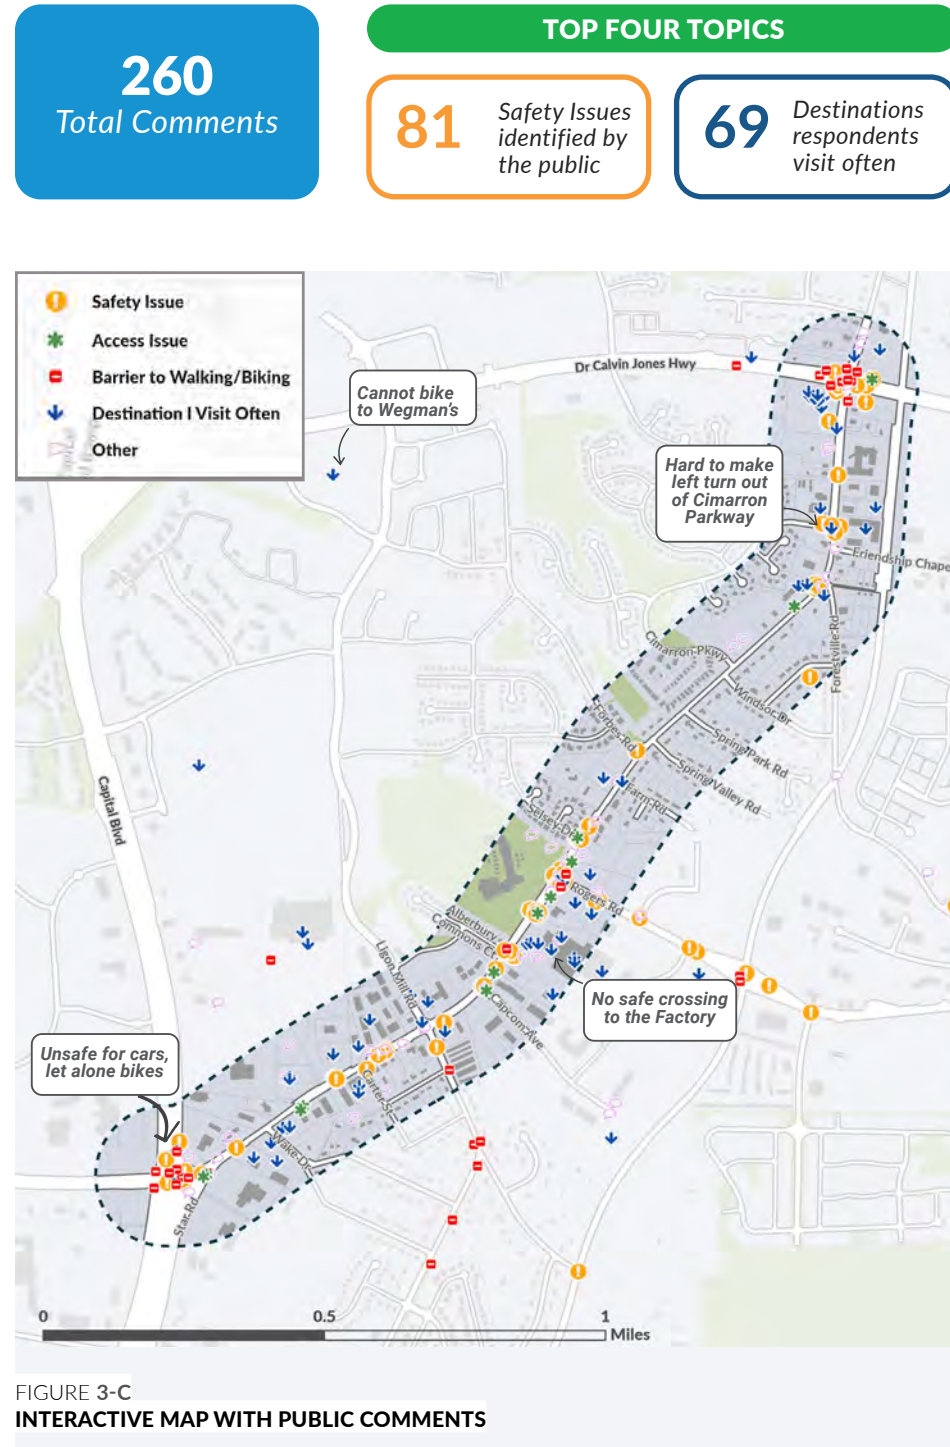 260
Total Comments
TOP FOUR TOPICS
81
Safety Issues
identified by
the public
69
Destinations
respondents
visit often
Safety Issue
Access Issue
Barrier to Walking/Biking
Destination I Visit Often
Other
Cannot bike
to Wegman's
Dr Calvin Jones Hwy
Hard to make
left turn out
of Cimarron
Parkway
Friendship Chape
Forestville Rd
Cimarron Pkwy
Windsor Dr
Forbes Rd
Spring Park Rd
Spring Valley Rd
Farm Rd
Selsey Dr
Capital Blvd
Rogers Rd
Alberbury
Commons Ct
Ligon Mill Rd
Capcom Ave
No safe crossing
to the Factory
Unsafe for cars,
let alone bikes
Carter St
Wake Dr
Star Rd
0
0.5
1
Miles
FIGURE 3-C
INTERACTIVE MAP WITH PUBLIC COMMENTS